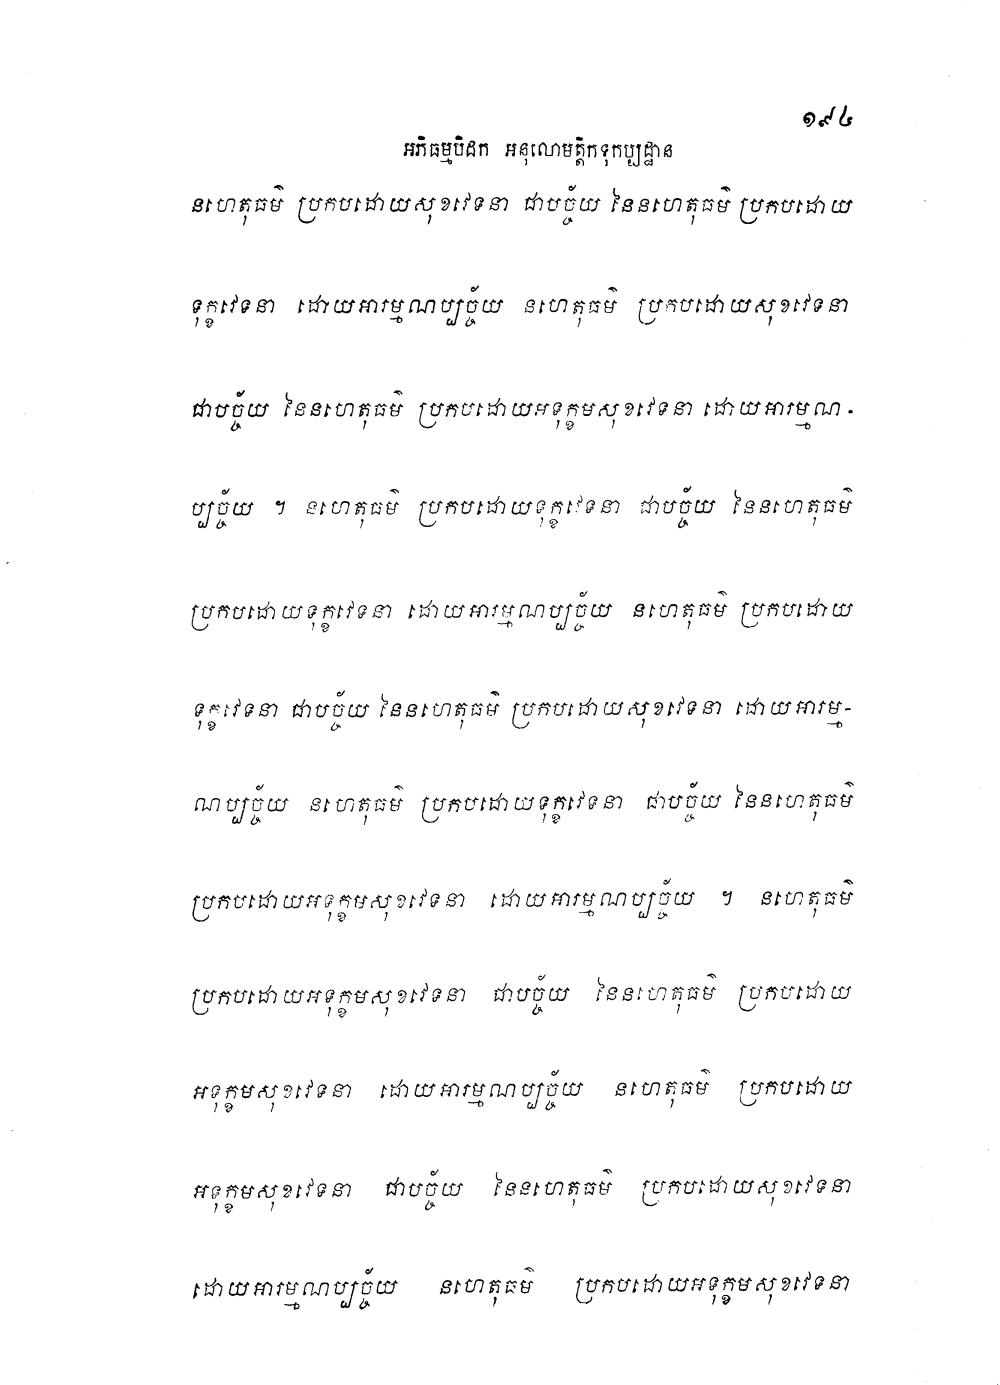 ១៩៤
អភិធម្មបិដក អនុលោមត្តិកទុកប្បដ្ឋាន
នហេតុធម៌ ប្រកបដោយសុខវេទនា ជាបច្ច័យ នៃនហេតុធម៌ ប្រកបដោយ
ទុក្ខវេទនា ដោយអារម្មណប្បច្ច័យ នហេតុធម៌ ប្រកបដោយសុខវេទនា
ជាបច្ច័យ នៃនហេតុធម៌ ប្រកបដោយអទុក្ខមសុខវេទនា ដោយអារម្មណ-
ប្បច្ច័យ ។ នហេតុធម៌ ប្រកបដោយទុក្ខវេទនា ជាបច្ច័យ នៃនហេតុធម៌
ប្រកបដោយទុក្ខវេទនា ដោយអារម្មណប្បច្ច័យ នហេតុធម៌ ប្រកបដោយ
ទុក្ខវេទនា ជាបច្ច័យ នៃនហេតុធម៌ ប្រកបដោយសុខវេទនា ដោយអារម្ម-
ណប្បច្ច័យ នហេតុធម៌ ប្រកបដោយទុក្ខវេទនា ជាបច្ច័យ នៃនហេតុធម៌
ប្រកបដោយអទុក្ខមសុខវេទនា ដោយអារម្មណប្បច្ច័យ ។ នហេតុធម៌
ប្រកបដោយអទុក្ខមសុខវេទនា ជាបច្ច័យ នៃនហេតុធម៌ ប្រកបដោយ
អទុក្ខមសុខវេទនា ដោយអារម្មណប្បច្ច័យ នហេតុធម៌ ប្រកបដោយ
អទុក្ខមសុខវេទនា ជាបច្ច័យ នៃនហេតុធម៌ ប្រកបដោយសុខវេទនា
ដោយអារម្មណប្បច្ច័យ នហេតុធម៌ ប្រកបដោយអទុក្ខមសុខវេទនា